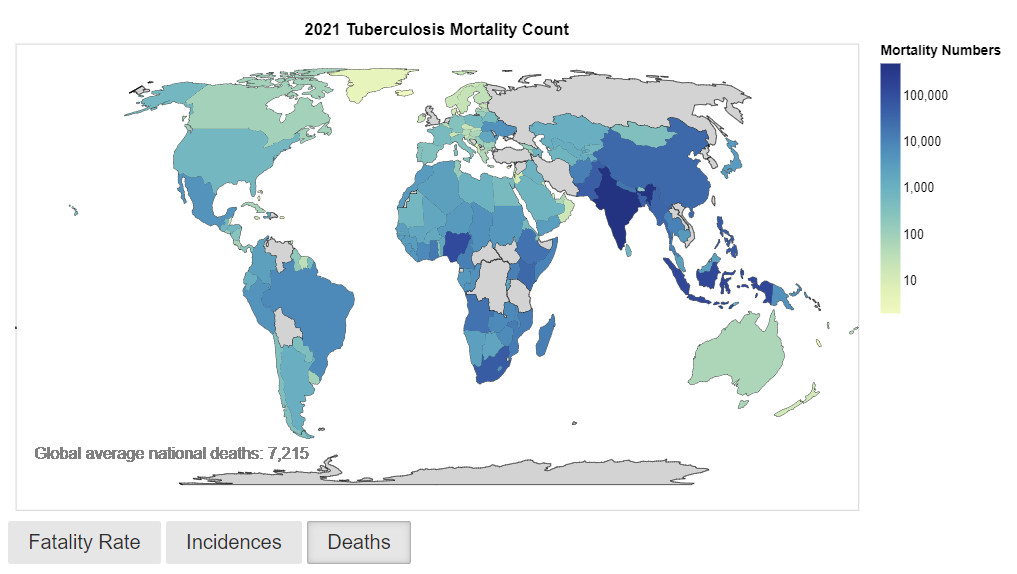 2021 Tuberculosis Mortality Count
Mortality Numbers
100,000
10,000
1,000
100
10
Global average national deaths: 7,215
Fatality Rate
Incidences
Deaths